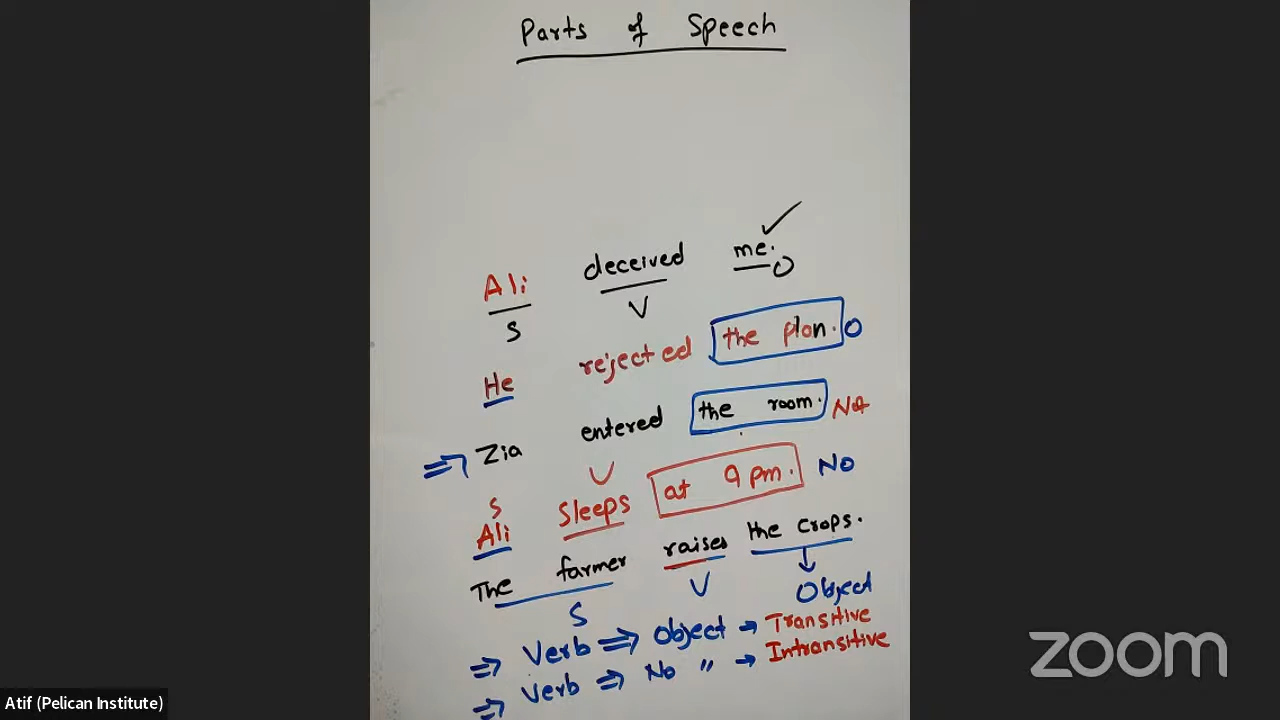 Parts of Speech
Ali deceived me.
S V O
He rejected the plan. O
⇒ Zia entered the room. Not
S V
Ali Sleeps at 9 pm. NO
The farmer raises the crops.
S V Object
⇒ Verb ⇒ Object → Transitive
⇒ Verb ⇒ No " → Intransitive
Atif (Pelican Institute)
zoom